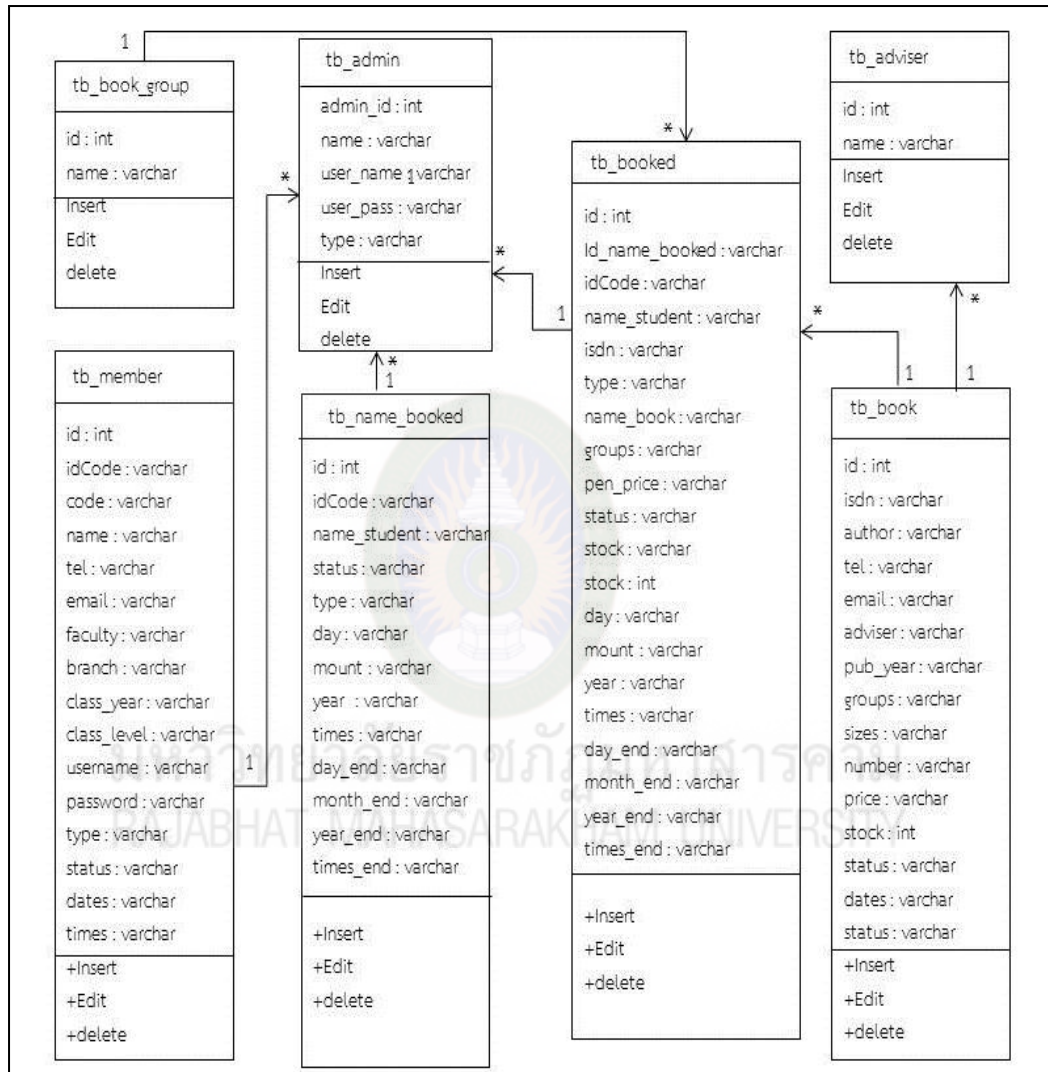 1
tb_book_group
id : int
name : varchar
Insert
Edit
delete
tb_admin
admin_id : int
name : varchar
user_name 1 varchar
user_pass : varchar
type : varchar
Insert
Edit
delete
*
*
*
1
1
tb_booked
*
id : int
Id_name_booked : varchar
idCode : varchar
name_student : varchar
isdn : varchar
type : varchar
name_book : varchar
groups : varchar
pen_price : varchar
status : varchar
stock : varchar
stock : int
day : varchar
mount : varchar
year : varchar
times : varchar
day_end : varchar
month_end : varchar
year_end : varchar
times_end : varchar
+Insert
+Edit
+delete
tb_adviser
id : int
name : varchar
Insert
Edit
delete
*
*
1
1
tb_member
id : int
idCode : varchar
code : varchar
name : varchar
tel : varchar
email : varchar
faculty : varchar
branch : varchar
class_year : varchar
class_level : varchar
username : varchar
password : varchar
type : varchar
status : varchar
dates : varchar
times : varchar
+Insert
+Edit
+delete
1
tb_name_booked
id : int
idCode : varchar
name_student : varchar
status : varchar
type : varchar
day : varchar
mount : varchar
year : varchar
times : varchar
day_end : varchar
month_end : varchar
year_end : varchar
times_end : varchar
+Insert
+Edit
+delete
tb_book
id : int
isdn : varchar
author : varchar
tel : varchar
email : varchar
adviser : varchar
pub_year : varchar
groups : varchar
sizes : varchar
number : varchar
price : varchar
stock : int
status : varchar
dates : varchar
status : varchar
+Insert
+Edit
+delete
มหาวิทยาลัยราชภัฏมหาสารคาม
RAJABHAT MAHASARAKHAM UNIVERSITY